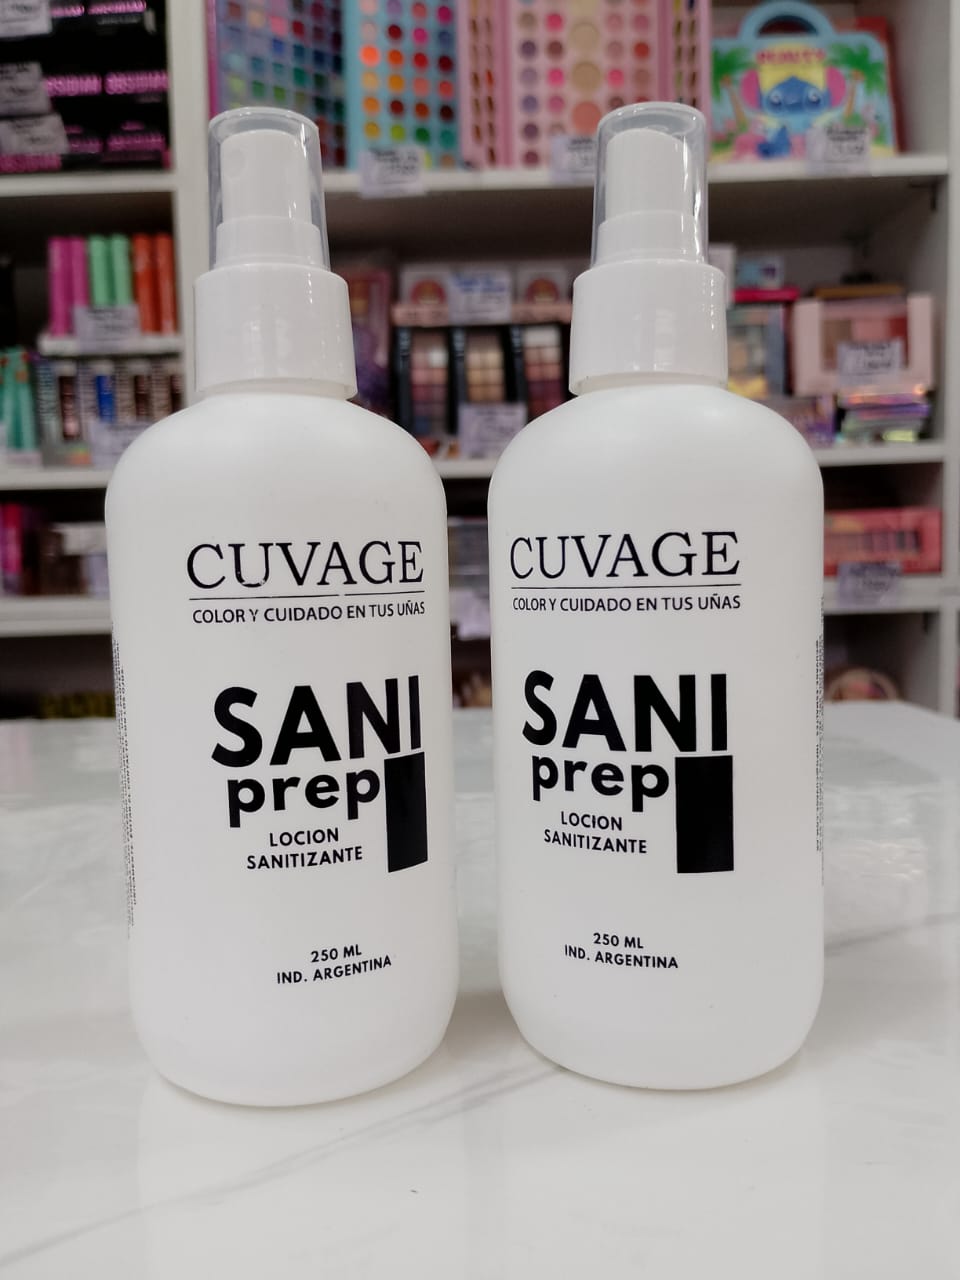 CUVAGE
COLOR Y CUIDADO EN TUS UÑAS
SANI
prep
LOCION
SANITIZANTE
250 ML
IND. ARGENTINA
CUVAGE
COLOR Y CUIDADO EN TUS UÑAS
SANI
prep
LOCION
SANITIZANTE
250 ML
IND. ARGENTINA